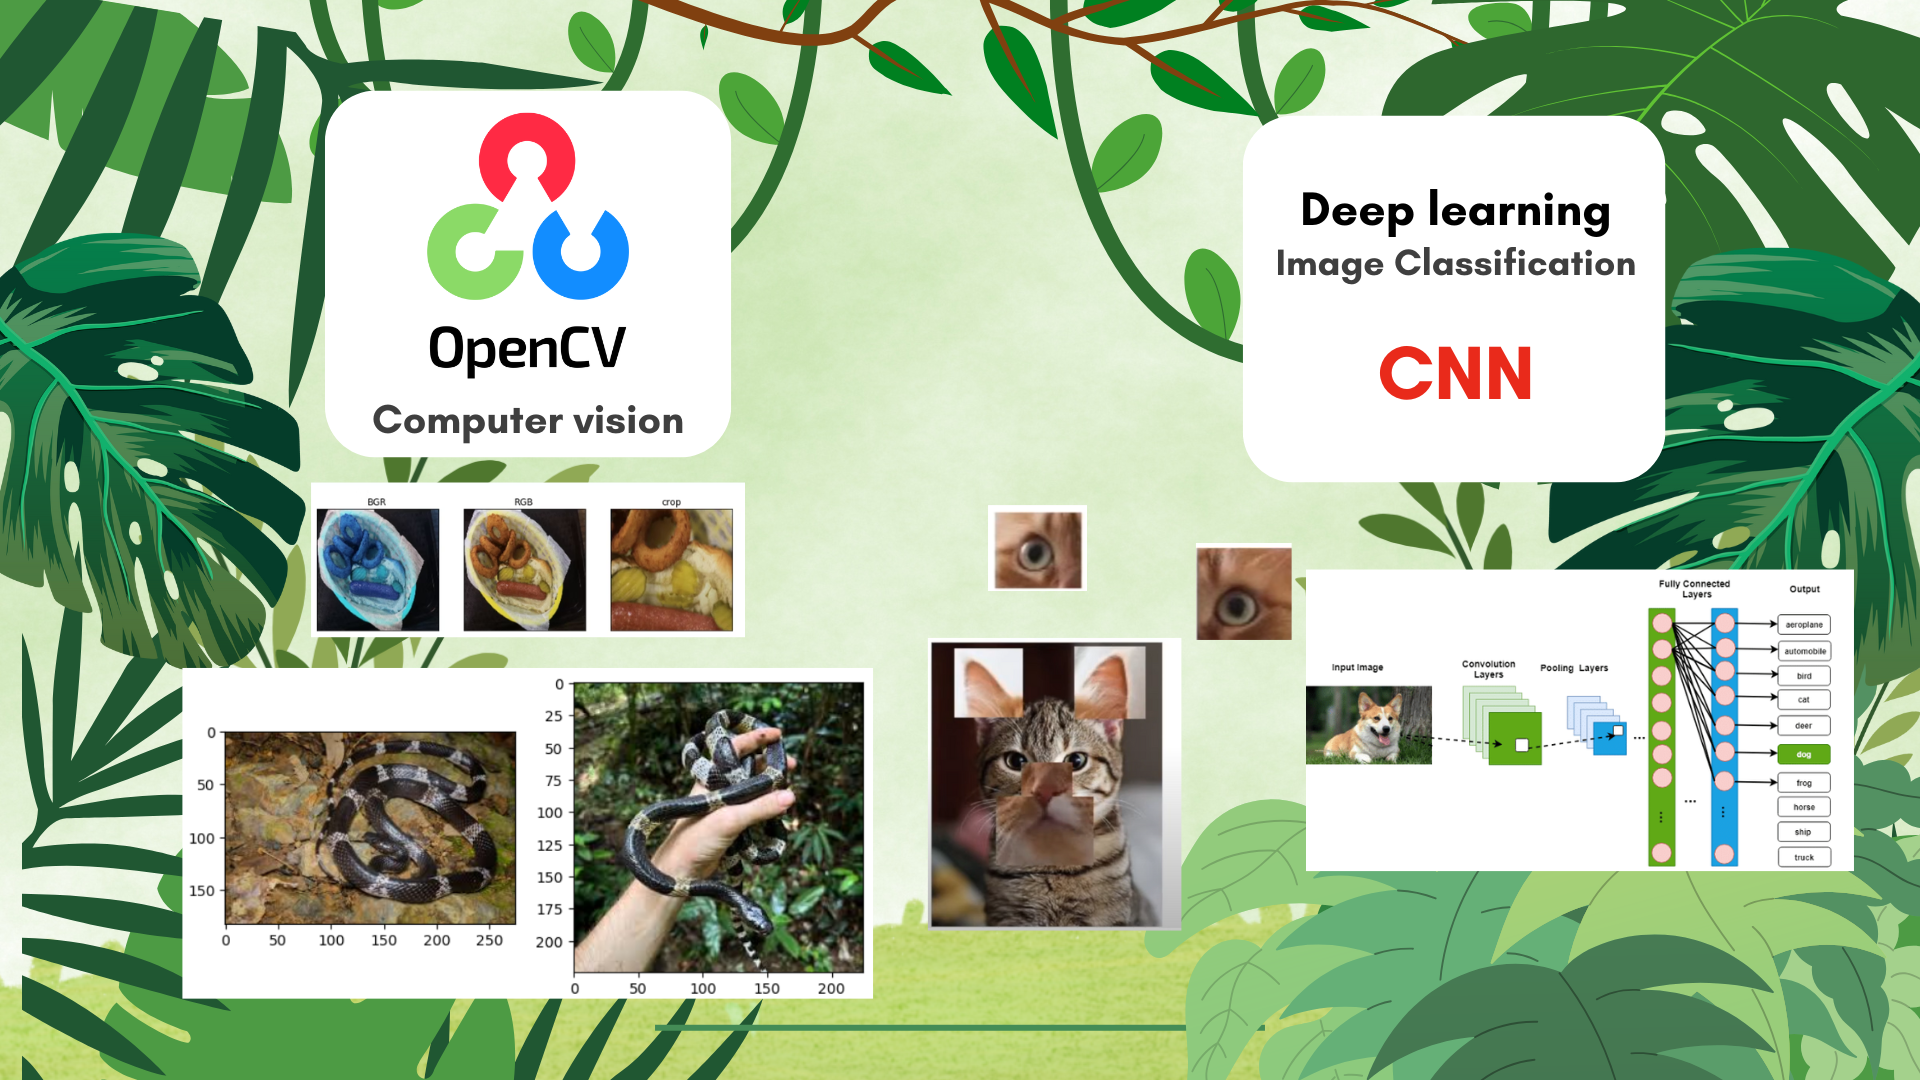 OpenCV
Computer vision
Deep learning
Image Classification
CNN
BGR
RGB
crop
0
50
100
150
0
50
100
150
200
250
0
25
50
75
100
125
150
175
200
0
50
100
150
200
Input Image
Convolution
Layers
Pooling Layers
Fully Connected
Layers
Output
aeroplane
automobile
bird
cat
deer
dog
frog
horse
ship
truck